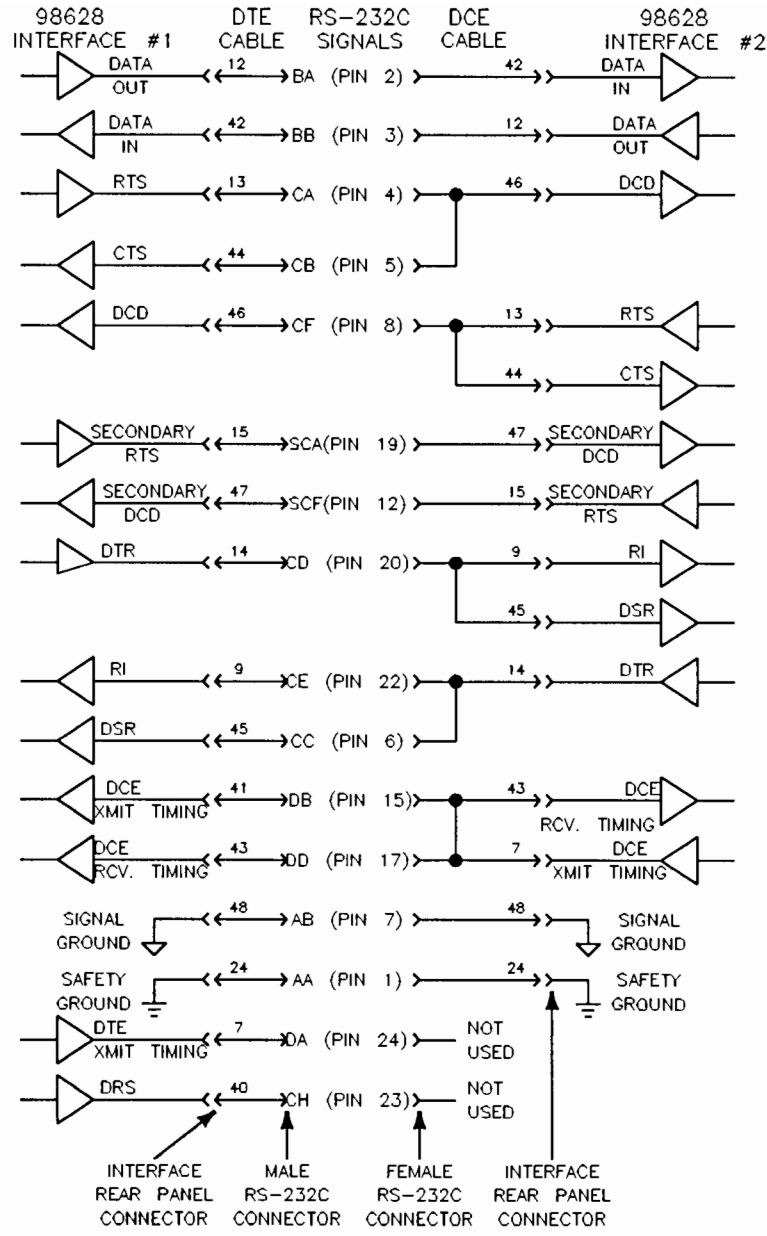 98628 DTE RS-232C DCE 98628
INTERFACE #1 CABLE SIGNALS CABLE INTERFACE #2
DATA OUT 12 BA (PIN 2) 42 DATA IN
DATA IN 42 BB (PIN 3) 12 DATA OUT
RTS 13 CA (PIN 4) 46 DCD
CTS 44 CB (PIN 5)
DCD 46 CF (PIN 8) 13 RTS
44 CTS
SECONDARY RTS 15 SCA(PIN 19) 47 SECONDARY DCD
SECONDARY DCD 47 SCF(PIN 12) 15 SECONDARY RTS
DTR 14 CD (PIN 20) 9 RI
45 DSR
RI 9 CE (PIN 22) 14 DTR
DSR 45 CC (PIN 6)
DCE XMIT TIMING 41 DB (PIN 15) 43 DCE RCV. TIMING
DCE RCV. TIMING 43 DD (PIN 17) 7 DCE XMIT TIMING
SIGNAL GROUND 48 AB (PIN 7) 48 SIGNAL GROUND
SAFETY GROUND 24 AA (PIN 1) 24 SAFETY GROUND
DTE XMIT TIMING 7 DA (PIN 24) NOT USED
DRS 40 CH (PIN 23) NOT USED
INTERFACE MALE FEMALE INTERFACE
REAR PANEL RS-232C RS-232C REAR PANEL
CONNECTOR CONNECTOR CONNECTOR CONNECTOR